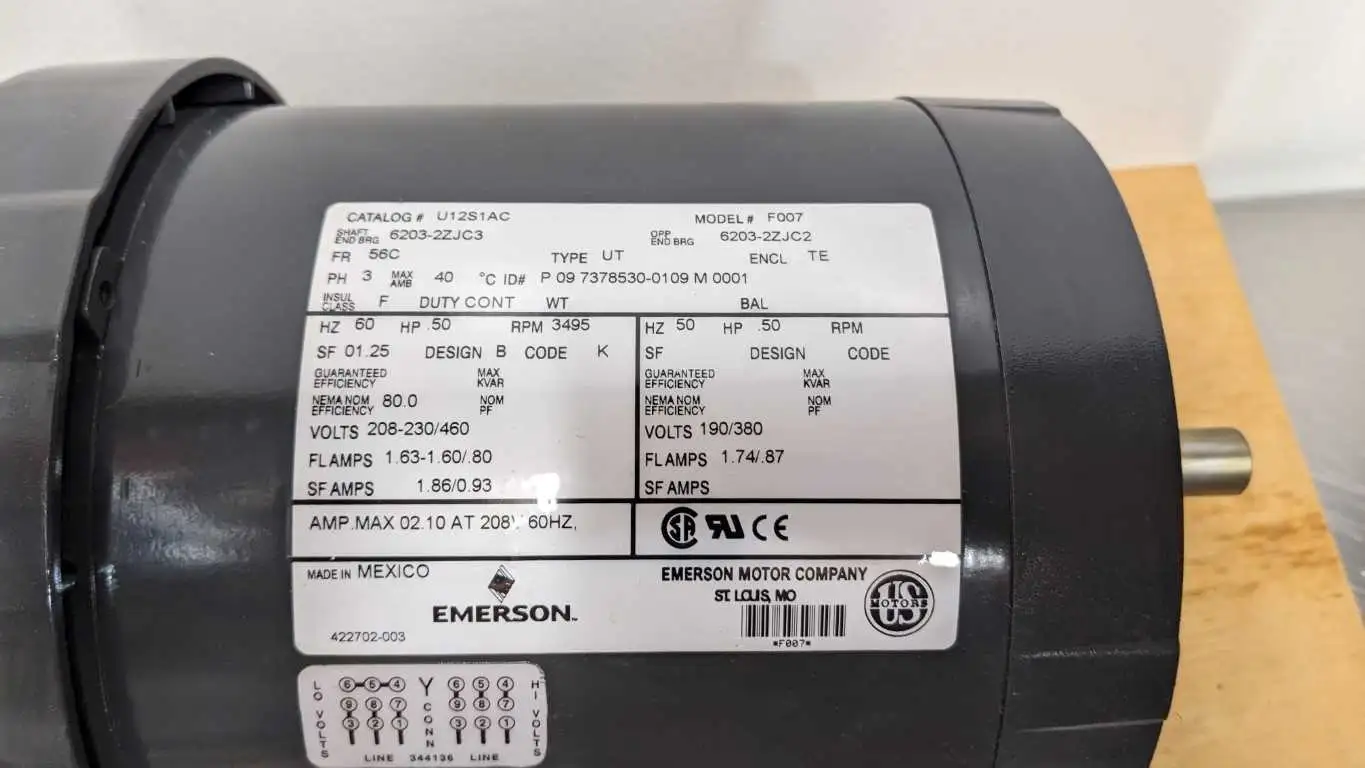 CATALOG # U12S1AC MODEL # F007
SHAFT END BRG 6203-2ZJC3 OPP END BRG 6203-2ZJC2
FR 56C TYPE UT ENCL TE
PH 3 MAX AMB 40 °C ID# P 09 7378530-0109 M 0001
INSUL CLASS F DUTY CONT WT BAL
HZ 60 HP .50 RPM 3495
SF 01.25 DESIGN B CODE K
GUARANTEED EFFICIENCY MAX KVAR
NEMA NOM EFFICIENCY 80.0 NOM PF
VOLTS 208-230/460
FL AMPS 1.63-1.60/.80
SF AMPS 1.86/0.93
HZ 50 HP .50 RPM
SF DESIGN CODE
GUARANTEED EFFICIENCY MAX KVAR
NEMA NOM EFFICIENCY NOM PF
VOLTS 190/380
FL AMPS 1.74/.87
SF AMPS
AMP.MAX 02.10 AT 208V 60HZ,
SA RU CE
MADE IN MEXICO
EMERSON
422702-003
EMERSON MOTOR COMPANY
ST. LOUIS, MO
*F007*
US MOTORS
LO VOLTS
6 5 4
9 8 7
3 2 1
Y CONN
6 5 4
9 8 7
3 2 1
HI VOLTS
LINE 344136 LINE